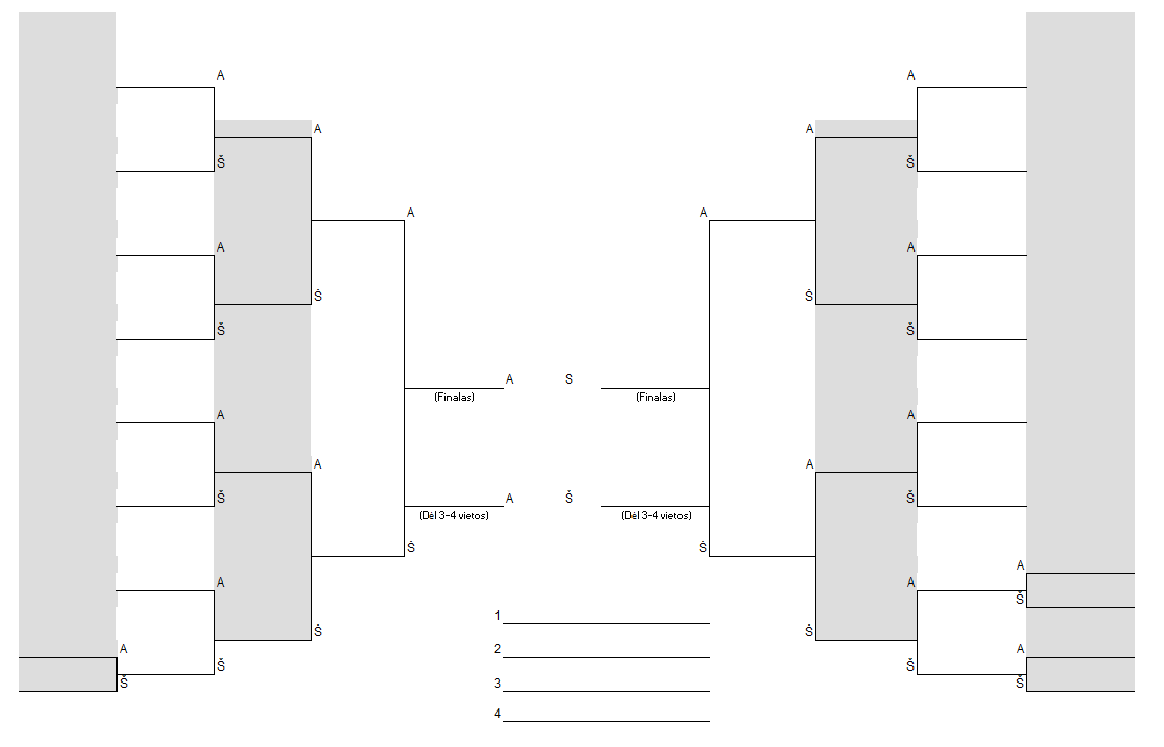 A A
A A
Š Š
A A
A A
Š Š
Š Š
A S
(Finalas) (Finalas)
A A
A A
Š A Š Š
(Dėl 3-4 vietos) (Dėl 3-4 vietos)
Š Š
A
A A
Š
1
Š Š
A 2 A
Š Š
Š 3 Š
4